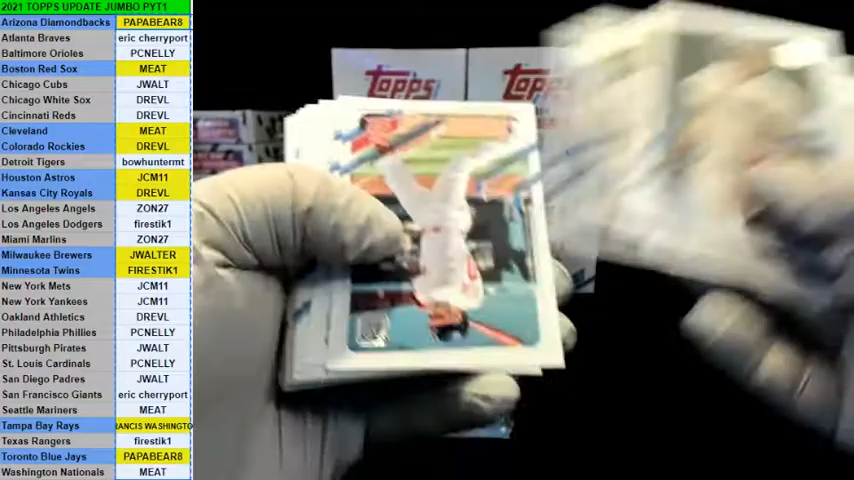 2021 TOPPS UPDATE JUMBO PYT1
Arizona Diamondbacks PAPABEAR8
Atlanta Braves eric cherryport
Baltimore Orioles PCNELLY
Boston Red Sox MEAT
Chicago Cubs JWALT
Chicago White Sox DREVL
Cincinnati Reds DREVL
Cleveland MEAT
Colorado Rockies DREVL
Detroit Tigers bowhuntermt
Houston Astros JCM11
Kansas City Royals DREVL
Los Angeles Angels ZON27
Los Angeles Dodgers firestik1
Miami Marlins ZON27
Milwaukee Brewers JWALTER
Minnesota Twins FIRESTIK1
New York Mets JCM11
New York Yankees JCM11
Oakland Athletics DREVL
Philadelphia Phillies PCNELLY
Pittsburgh Pirates JWALT
St. Louis Cardinals PCNELLY
San Diego Padres JWALT
San Francisco Giants eric cherryport
Seattle Mariners MEAT
Tampa Bay Rays RANCIS WASHINGTO
Texas Rangers firestik1
Toronto Blue Jays PAPABEAR8
Washington Nationals MEAT
topps topps